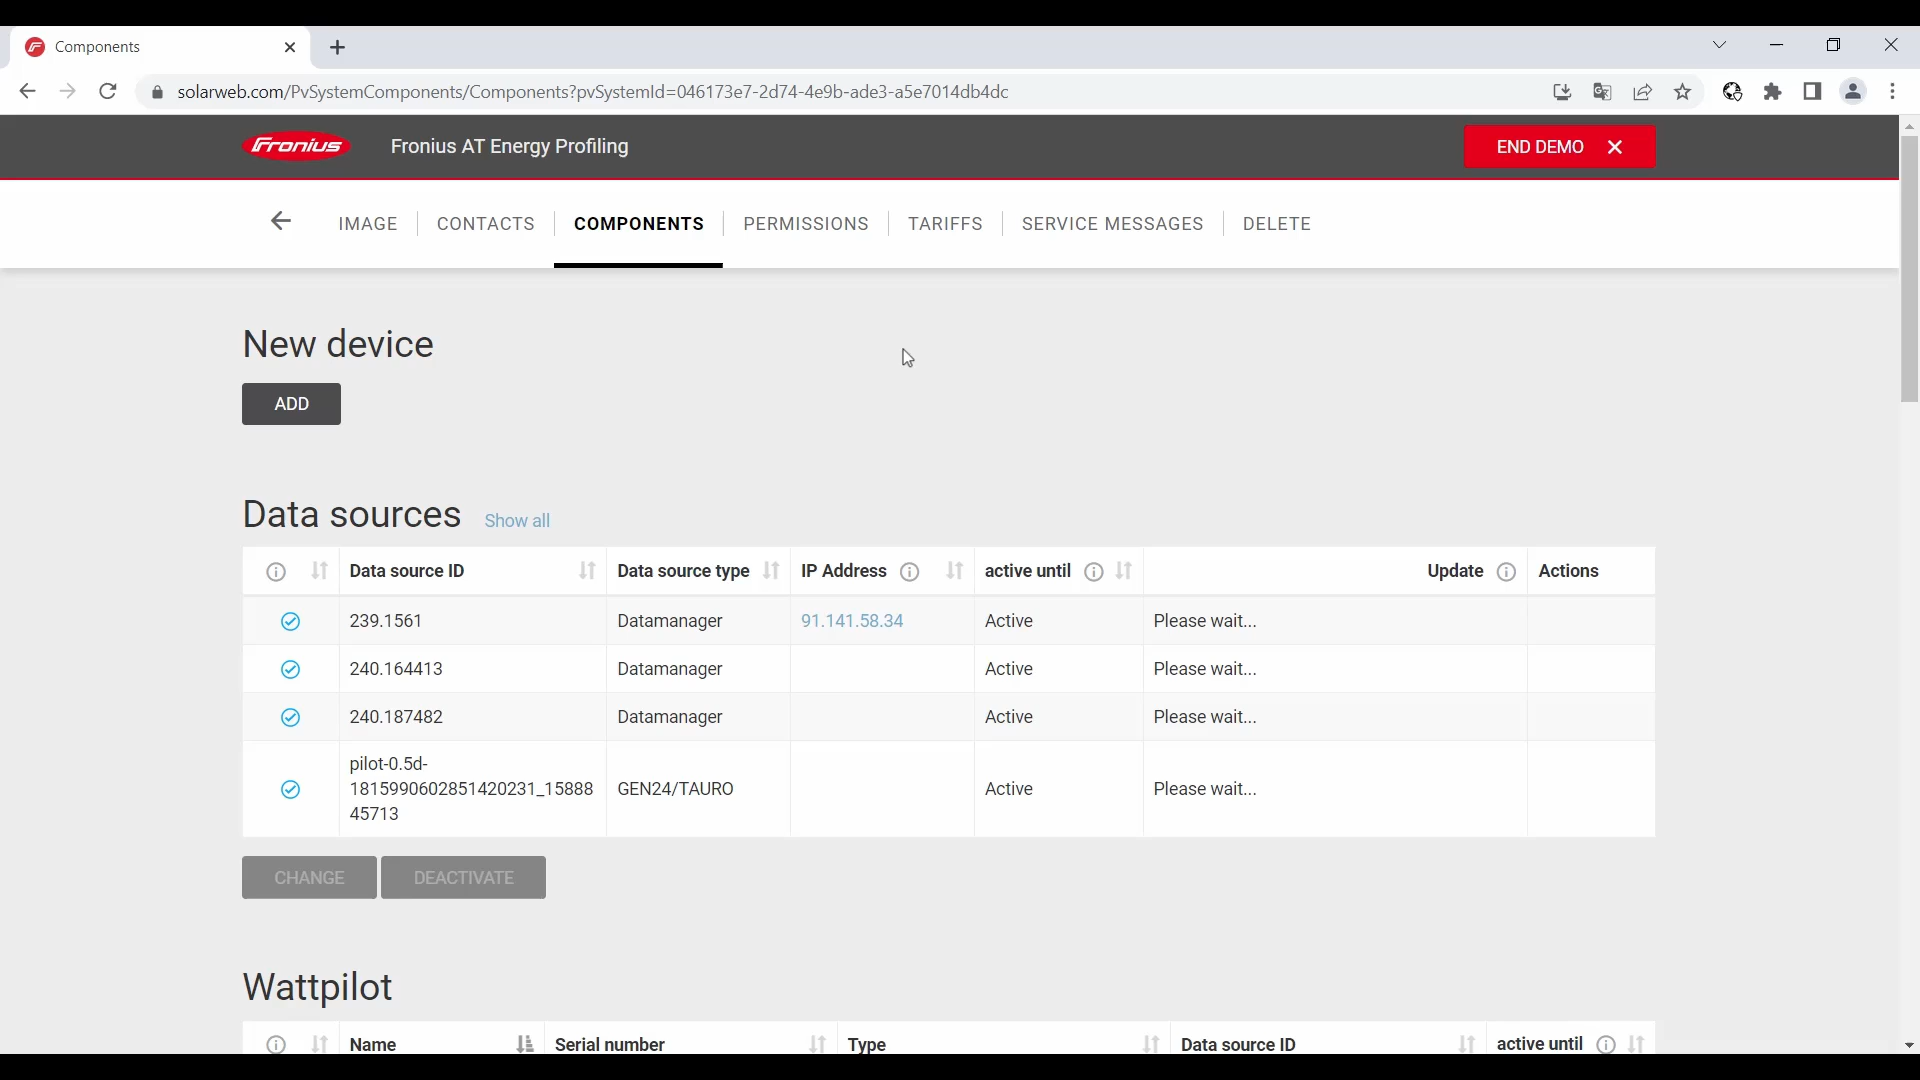 Components
solarweb.com/PvSystemComponents/Components?pvSystemId=046173e7-2d74-4e9b-ade3-a5e7014db4dc
Fronius Fronius AT Energy Profiling END DEMO
IMAGE CONTACTS COMPONENTS PERMISSIONS TARIFFS SERVICE MESSAGES DELETE
New device
ADD
Data sources Show all
Data source ID Data source type IP Address active until Update Actions
239.1561 Datamanager 91.141.58.34 Active Please wait...
240.164413 Datamanager Active Please wait...
240.187482 Datamanager Active Please wait...
pilot-0.5d-
1815990602851420231_15888 GEN24/TAURO Active Please wait...
45713
CHANGE DEACTIVATE
Wattpilot
Name Serial number Type Data source ID active until